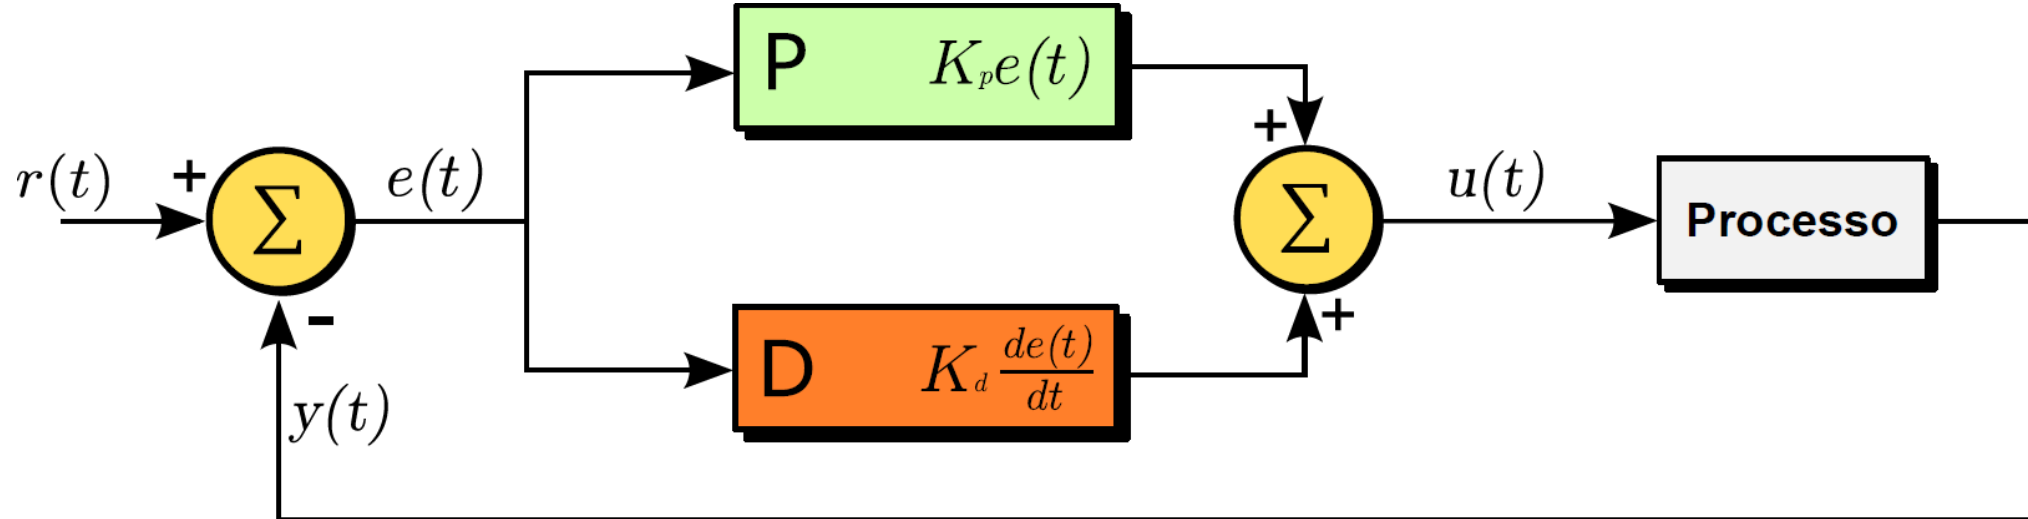 P K_p e(t)
+
r(t) + Σ e(t) Σ u(t) Processo
-
+
D K_d de(t)/dt
y(t)